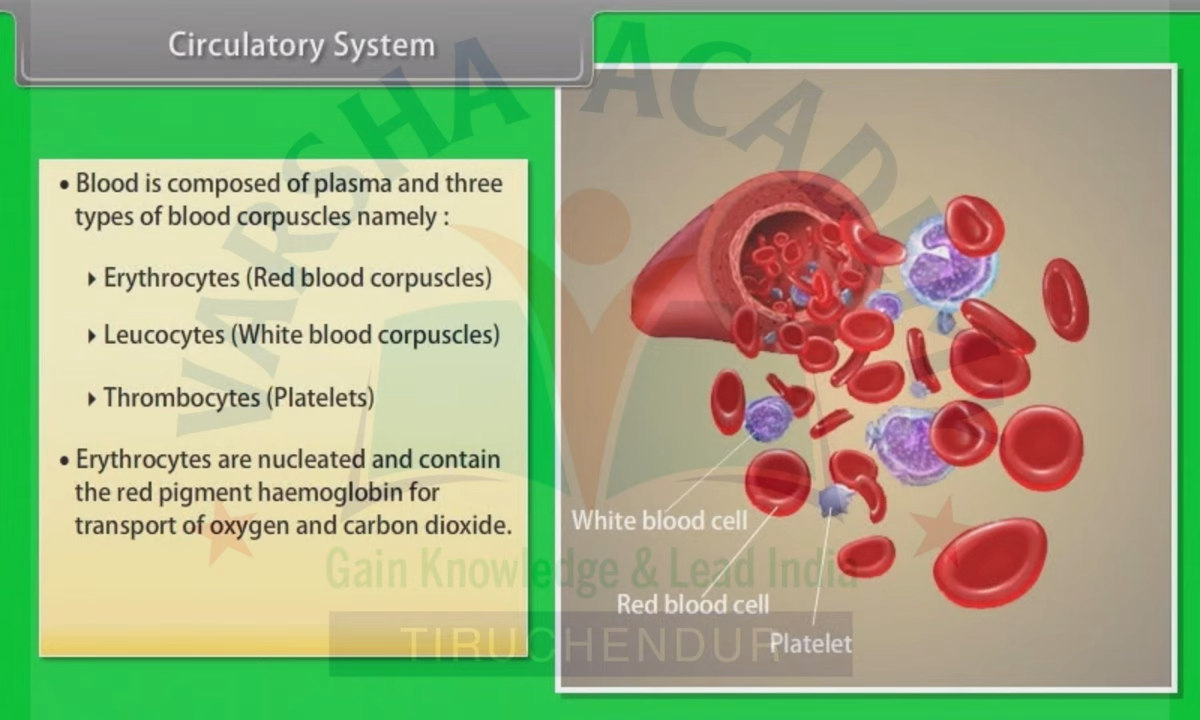 Circulatory System
VARSHA ACADEMY
• Blood is composed of plasma and three
types of blood corpuscles namely :
Erythrocytes (Red blood corpuscles)
Leucocytes (White blood corpuscles)
Thrombocytes (Platelets)
• Erythrocytes are nucleated and contain
the red pigment haemoglobin for
transport of oxygen and carbon dioxide.
White blood cell
Red blood cell
Platelet
Gain Knowledge & Lead India
TIRUCHENDUR